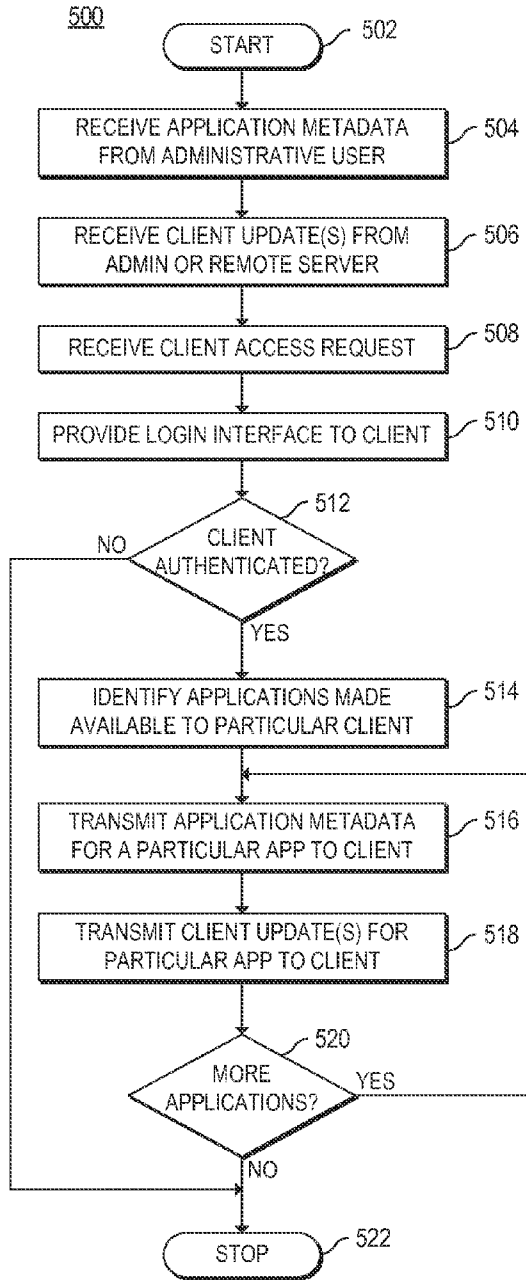 500
START
502
RECEIVE APPLICATION METADATA
FROM ADMINISTRATIVE USER
504
RECEIVE CLIENT UPDATE(S) FROM
ADMIN OR REMOTE SERVER
506
RECEIVE CLIENT ACCESS REQUEST
508
PROVIDE LOGIN INTERFACE TO CLIENT
510
512
NO
CLIENT
AUTHENTICATED?
YES
IDENTIFY APPLICATIONS MADE
AVAILABLE TO PARTICULAR CLIENT
514
TRANSMIT APPLICATION METADATA
FOR A PARTICULAR APP TO CLIENT
516
TRANSMIT CLIENT UPDATE(S) FOR
PARTICULAR APP TO CLIENT
518
520
MORE
APPLICATIONS?
YES
NO
STOP
522